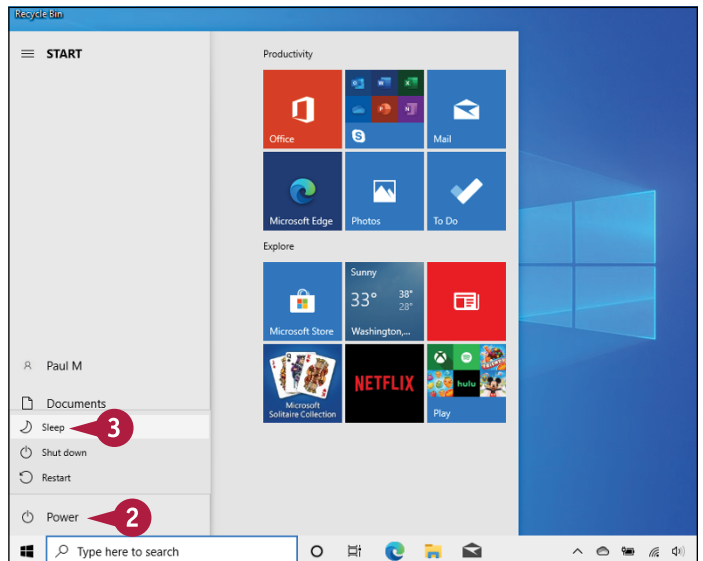 Recycle Bin
START
Productivity
Office
Mail
Microsoft Edge
Photos
To Do
Explore
Sunny
33° 38°
28°
Microsoft Store
Washington,...
Microsoft
Solitaire Collection
NETFLIX
hulu
Play
Paul M
Documents
Sleep
3
Shut down
Restart
Power
2
Type here to search